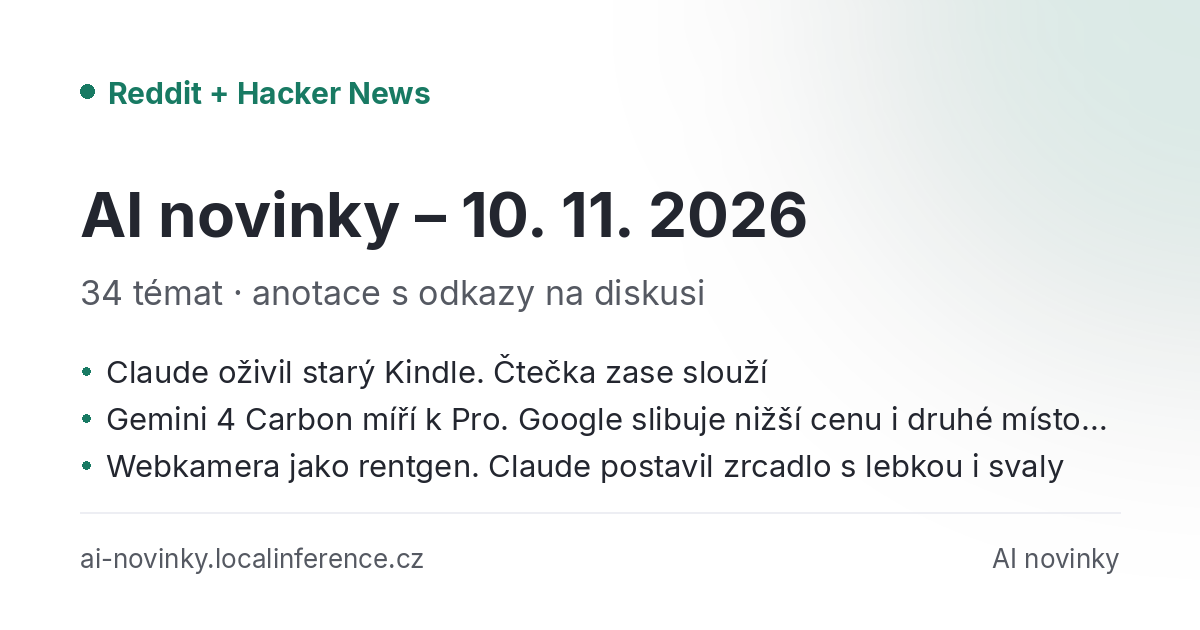 Reddit + Hacker News
AI novinky – 10. 11. 2026
34 témat · anotace s odkazy na diskusi
• Claude oživil starý Kindle. Čtečka zase slouží
• Gemini 4 Carbon míří k Pro. Google slibuje nižší cenu i druhé místo…
• Webkamera jako rentgen. Claude postavil zrcadlo s lebkou i svaly
ai-novinky.localinference.cz
AI novinky